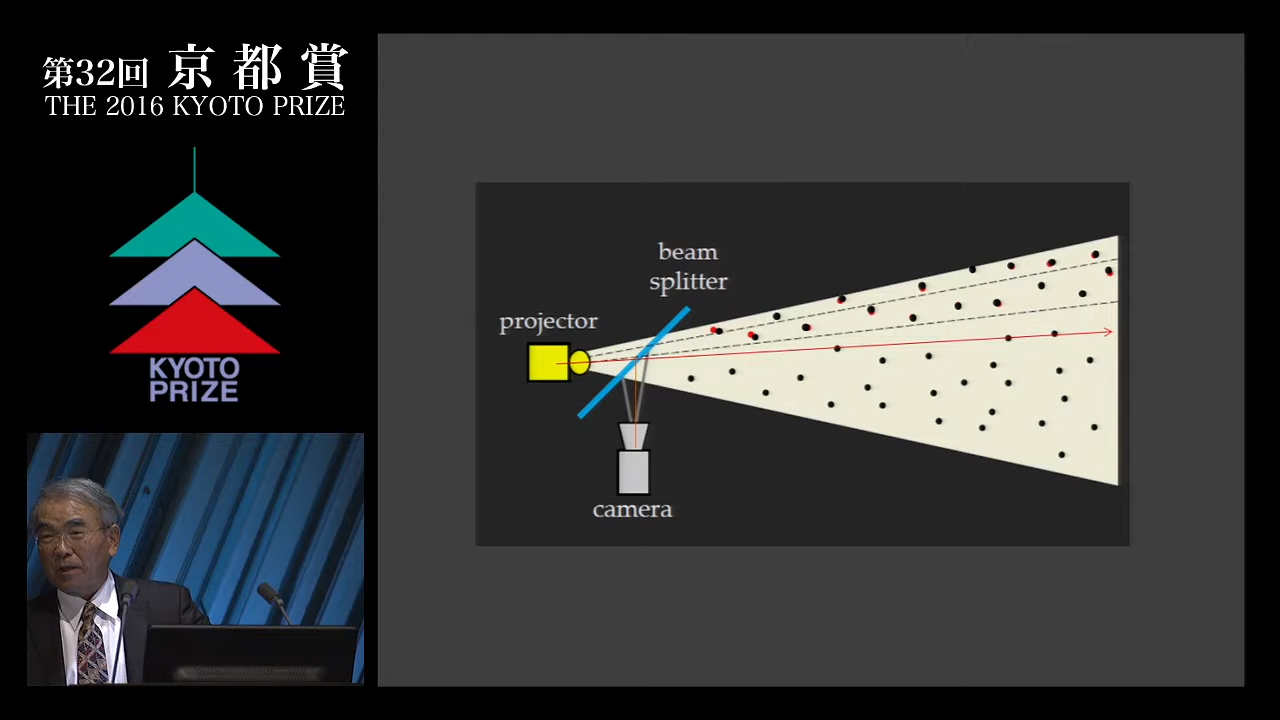 第32回 京都賞
THE 2016 KYOTO PRIZE
KYOTO
PRIZE
beam
splitter
projector
camera